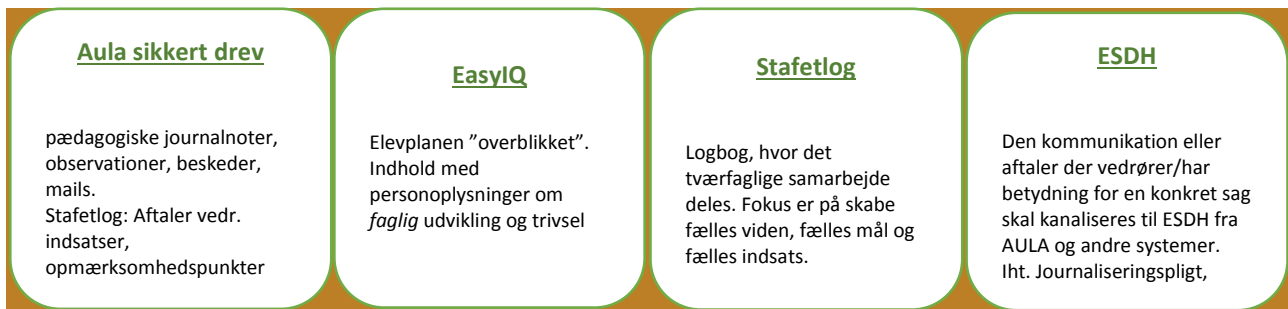 Aula sikkert drev
pædagogiske journalnoter,
observationer, beskeder,
mails.
Stafetlog: Aftaler vedr.
indsatser,
opmærksomhedspunkter
EasyIQ
Elevplanen ”overblikket”.
Indhold med
personoplysninger om
faglig udvikling og trivsel
Stafetlog
Logbog, hvor det
tværfaglige samarbejde
deles. Fokus er på skabe
fælles viden, fælles mål og
fælles indsats.
ESDH
Den kommunikation eller
aftaler der vedrører/har
betydning for en konkret sag
skal kanaliseres til ESDH fra
AULA og andre systemer.
Iht. Journaliseringspligt,